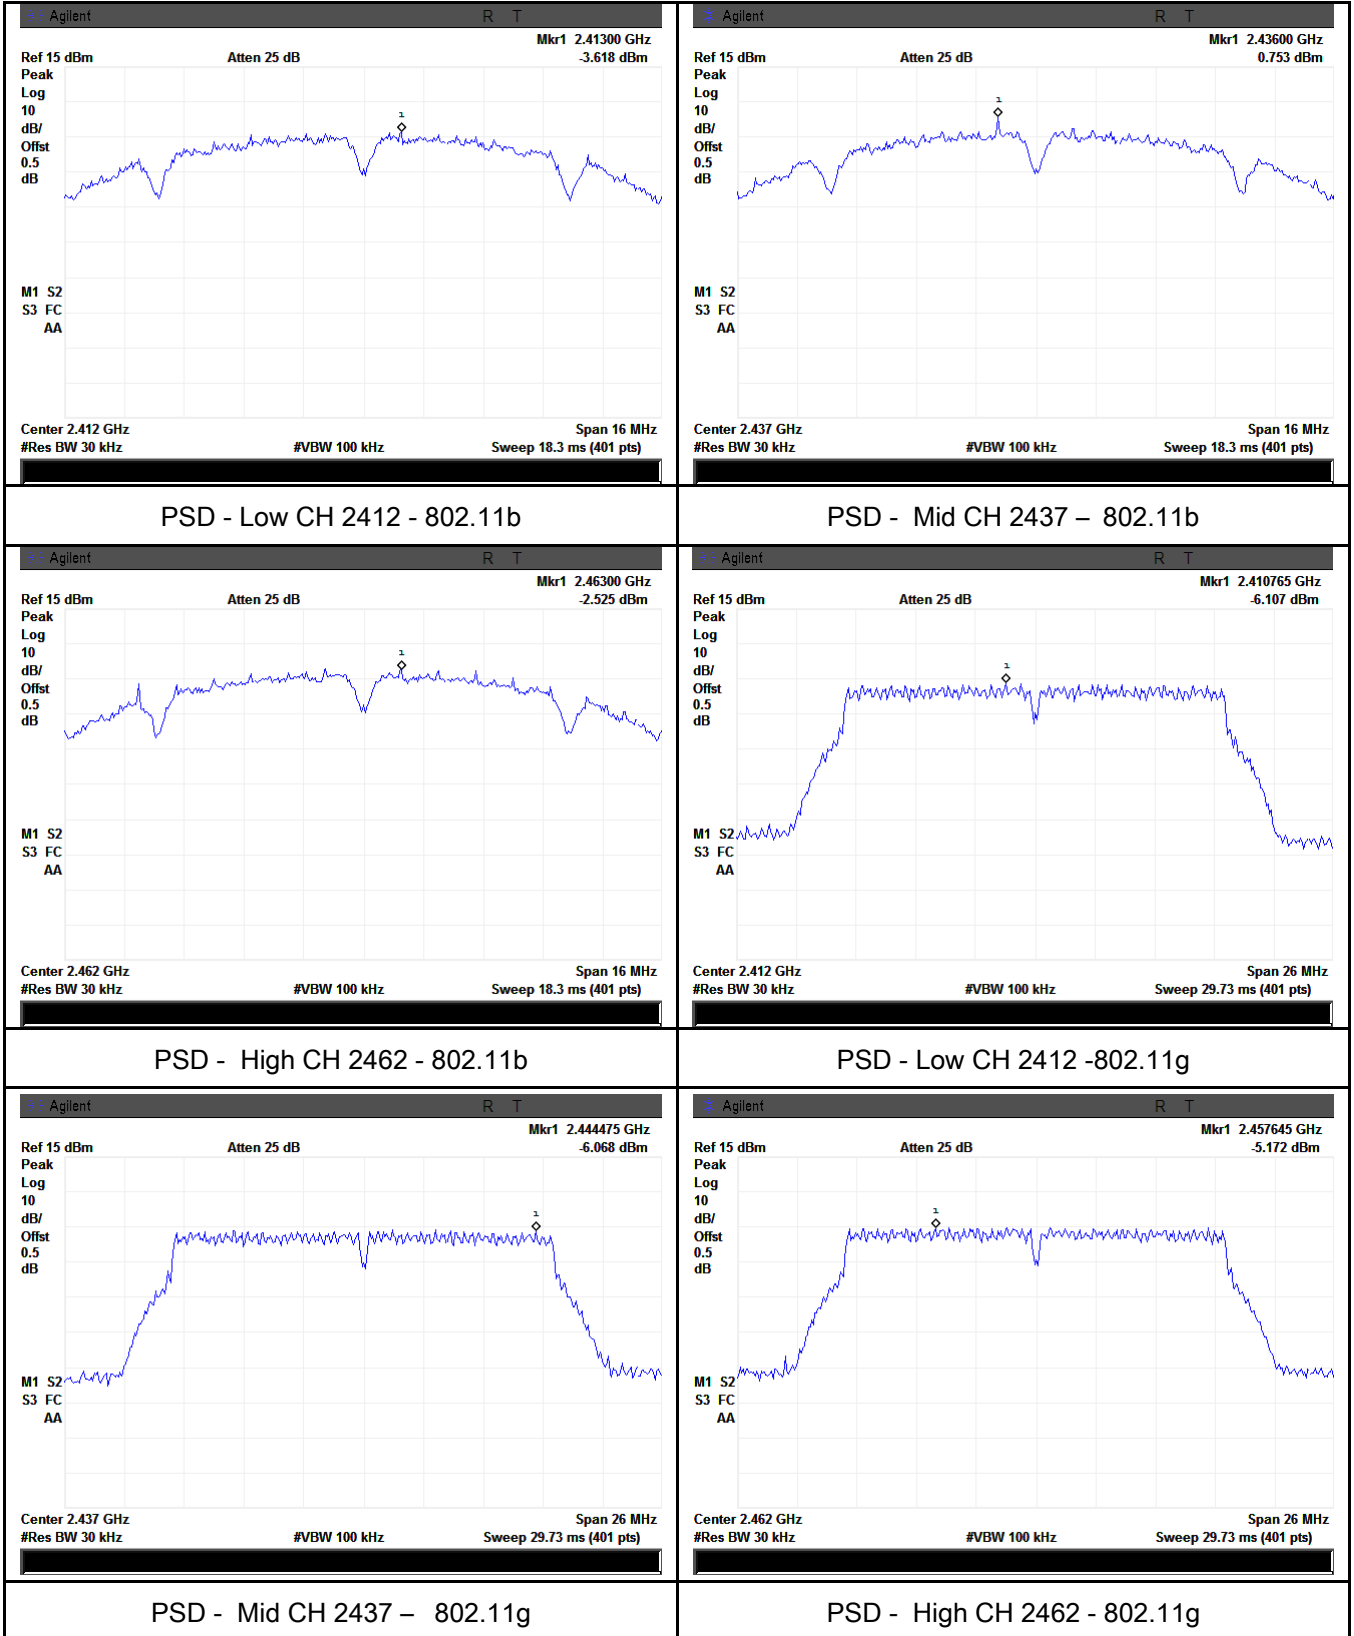 Agilent R T
Mkr1 2.41300 GHz
Ref 15 dBm Atten 25 dB -3.618 dBm
Peak
Log
10
dB/
Offst
0.5
dB
1
M1 S2
S3 FC
AA
Center 2.412 GHz Span 16 MHz
#Res BW 30 kHz #VBW 100 kHz Sweep 18.3 ms (401 pts)
PSD - Low CH 2412 - 802.11b
Agilent R T
Mkr1 2.43600 GHz
Ref 15 dBm Atten 25 dB 0.753 dBm
Peak
Log
10
dB/
Offst
0.5
dB
1
M1 S2
S3 FC
AA
Center 2.437 GHz Span 16 MHz
#Res BW 30 kHz #VBW 100 kHz Sweep 18.3 ms (401 pts)
PSD - Mid CH 2437 – 802.11b
Agilent R T
Mkr1 2.46300 GHz
Ref 15 dBm Atten 25 dB -2.525 dBm
Peak
Log
10
dB/
Offst
0.5
dB
1
M1 S2
S3 FC
AA
Center 2.462 GHz Span 16 MHz
#Res BW 30 kHz #VBW 100 kHz Sweep 18.3 ms (401 pts)
PSD - High CH 2462 - 802.11b
Agilent R T
Mkr1 2.410765 GHz
Ref 15 dBm Atten 25 dB -6.107 dBm
Peak
Log
10
dB/
Offst
0.5
dB
1
M1 S2
S3 FC
AA
Center 2.412 GHz Span 26 MHz
#Res BW 30 kHz #VBW 100 kHz Sweep 29.73 ms (401 pts)
PSD - Low CH 2412 -802.11g
Agilent R T
Mkr1 2.444475 GHz
Ref 15 dBm Atten 25 dB -6.068 dBm
Peak
Log
10
dB/
Offst
0.5
dB
1
M1 S2
S3 FC
AA
Center 2.437 GHz Span 26 MHz
#Res BW 30 kHz #VBW 100 kHz Sweep 29.73 ms (401 pts)
PSD - Mid CH 2437 – 802.11g
Agilent R T
Mkr1 2.457645 GHz
Ref 15 dBm Atten 25 dB -5.172 dBm
Peak
Log
10
dB/
Offst
0.5
dB
1
M1 S2
S3 FC
AA
Center 2.462 GHz Span 26 MHz
#Res BW 30 kHz #VBW 100 kHz Sweep 29.73 ms (401 pts)
PSD - High CH 2462 - 802.11g